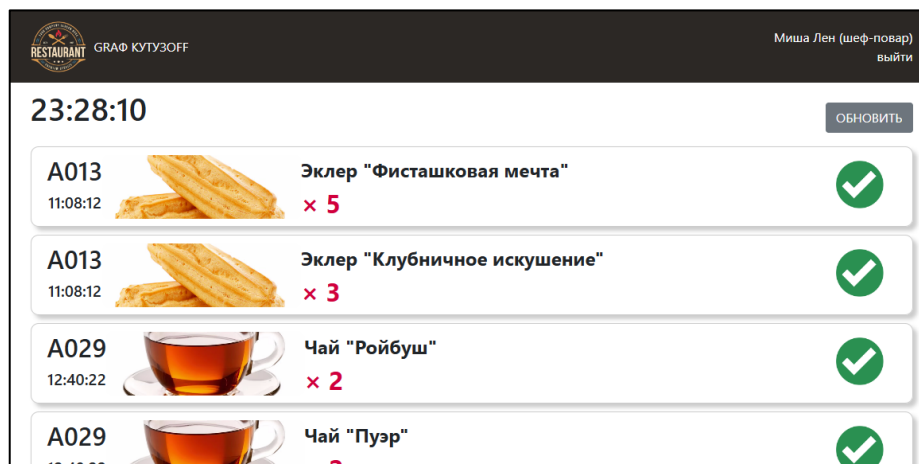 RESTAURANT
GRAФ КУТУЗОFF
Миша Лен (шеф-повар)
выйти
23:28:10
ОБНОВИТЬ
A013
Эклер "Фисташковая мечта"
11:08:12
× 5
A013
Эклер "Клубничное искушение"
11:08:12
× 3
A029
Чай "Ройбуш"
12:40:22
× 2
A029
Чай "Пуэр"